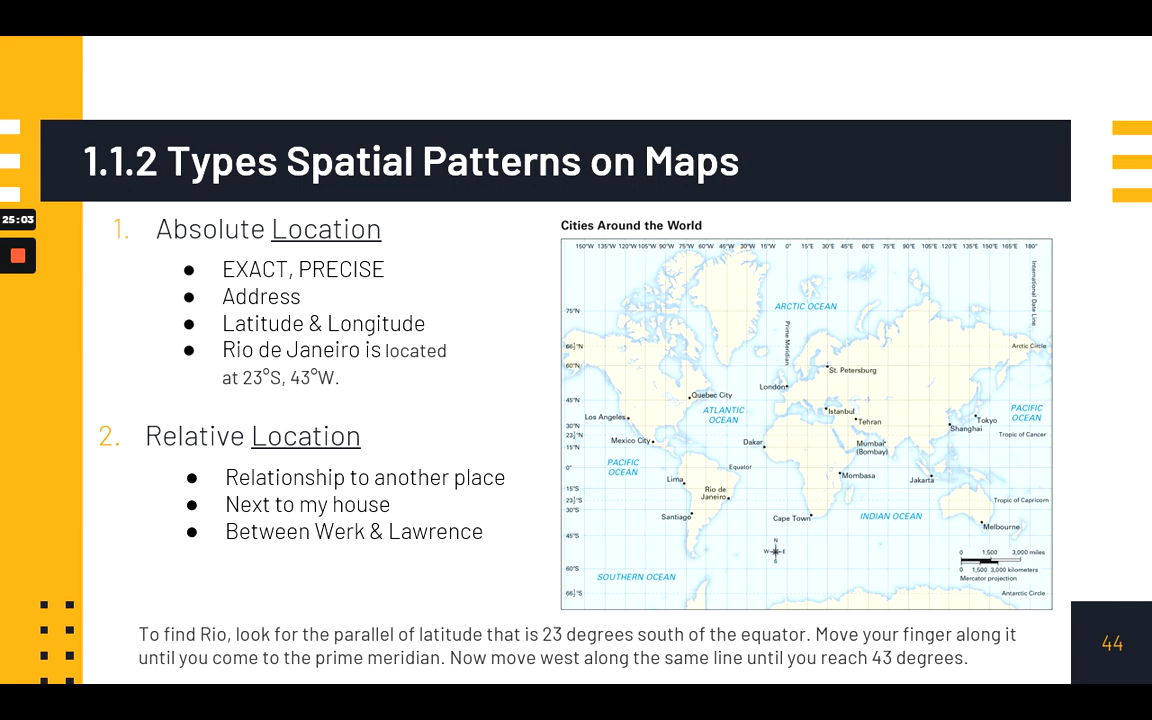 1.1.2 Types Spatial Patterns on Maps
25:03
1. Absolute Location
● EXACT, PRECISE
● Address
● Latitude & Longitude
● Rio de Janeiro is located
at 23°S, 43°W.
2. Relative Location
● Relationship to another place
● Next to my house
● Between Werk & Lawrence
Cities Around the World
150°W 135°W 120°W 105°W 90°W 75°W 60°W 45°W 30°W 15°W 0° 15°E 30°E 45°E 60°E 75°E 90°E 105°E 120°E 135°E 150°E 165°E 180°
International Date Line
Prime Meridian
ARCTIC OCEAN
75°N
66½°N
Arctic Circle
60°N
St. Petersburg
London
45°N
Quebec City
Los Angeles
ATLANTIC
OCEAN
Istanbul
Tehran
PACIFIC
OCEAN
Tokyo
Shanghai
30°N
23½°N
Tropic of Cancer
Mexico City
Dakar
Mumbai
(Bombay)
15°N
PACIFIC
OCEAN
0°
Equator
Lima
Mombasa
Jakarta
15°S
Rio de
Janeiro
23½°S
Tropic of Capricorn
30°S
Santiago
Cape Town
INDIAN OCEAN
Melbourne
45°S
N
W E
S
0 1,500 3,000 miles
0 1,500 3,000 kilometers
Mercator projection
60°S
SOUTHERN OCEAN
66½°S
Antarctic Circle
To find Rio, look for the parallel of latitude that is 23 degrees south of the equator. Move your finger along it
until you come to the prime meridian. Now move west along the same line until you reach 43 degrees.
44